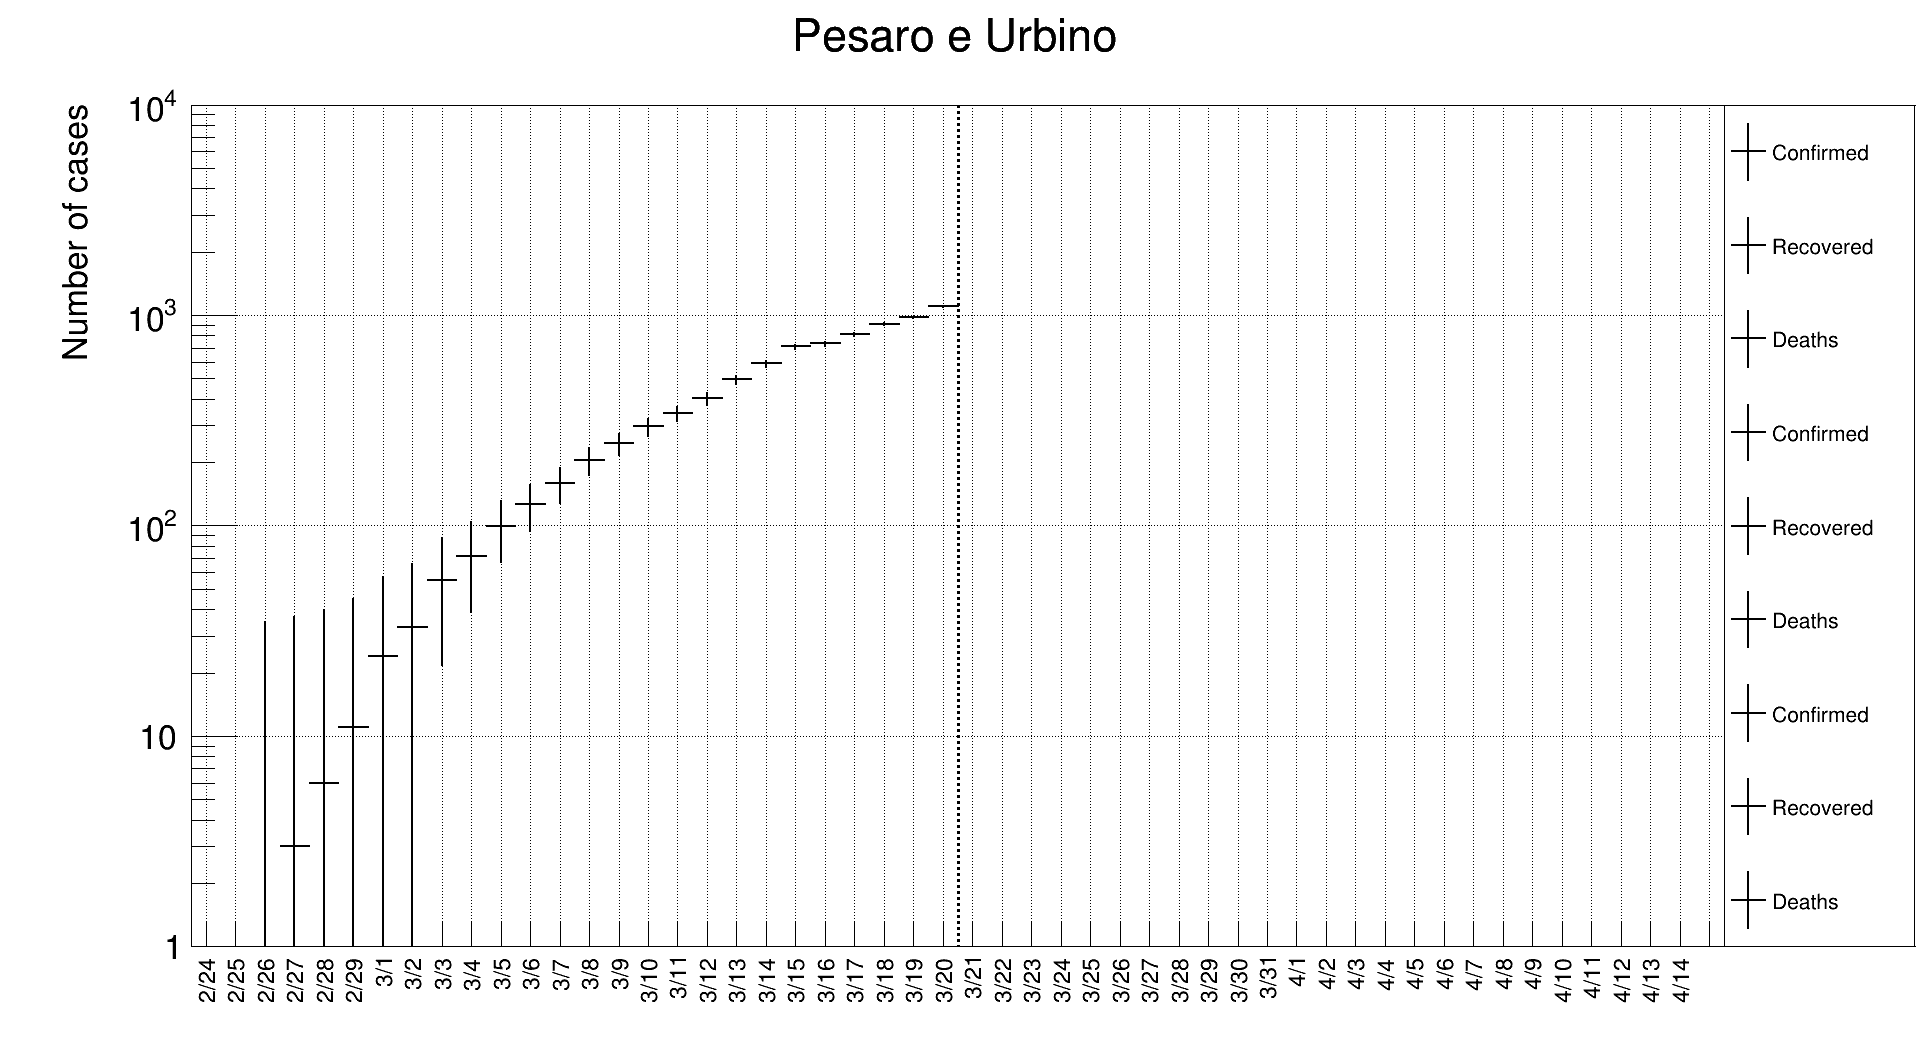 Pesaro e Urbino
Number of cases
10^4
10^3
10^2
10
1
2/24 2/25 2/26 2/27 2/28 2/29 3/1 3/2 3/3 3/4 3/5 3/6 3/7 3/8 3/9 3/10 3/11 3/12 3/13 3/14 3/15 3/16 3/17 3/18 3/19 3/20 3/21 3/22 3/23 3/24 3/25 3/26 3/27 3/28 3/29 3/30 3/31 4/1 4/2 4/3 4/4 4/5 4/6 4/7 4/8 4/9 4/10 4/11 4/12 4/13 4/14
Confirmed
Recovered
Deaths
Confirmed
Recovered
Deaths
Confirmed
Recovered
Deaths